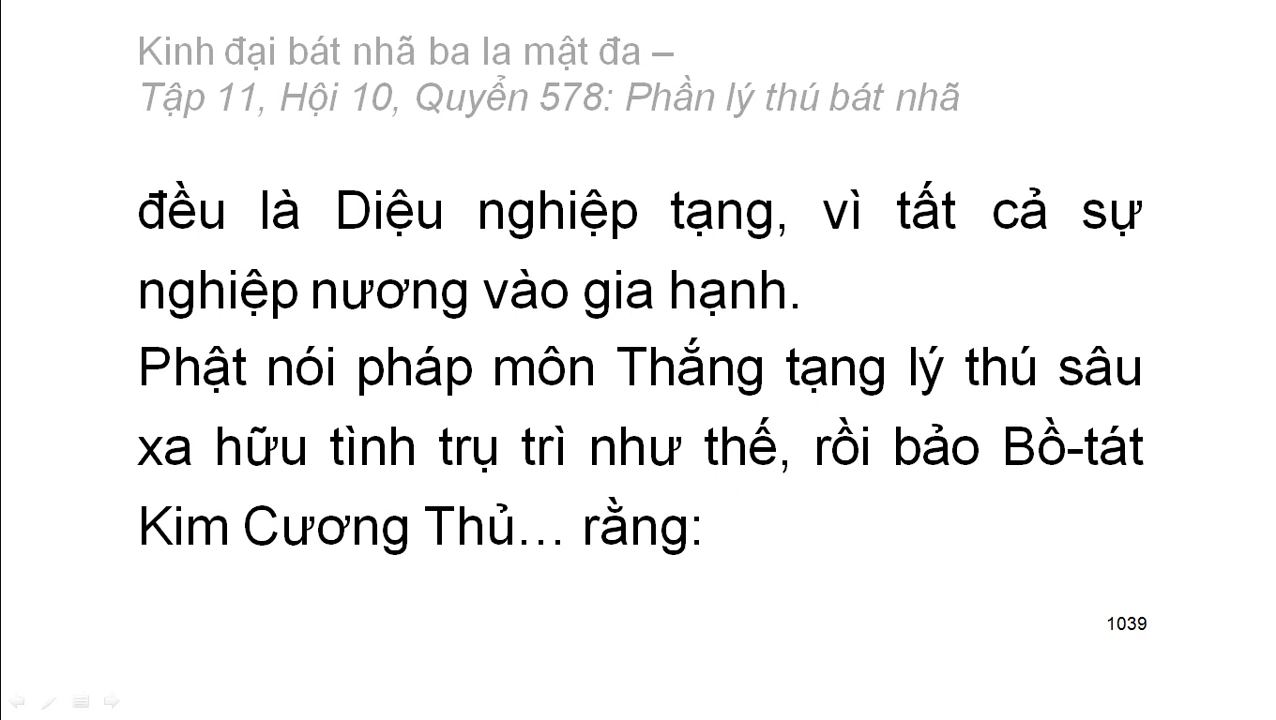 Kinh đại bát nhã ba la mật đa –
Tập 11, Hội 10, Quyển 578: Phần lý thú bát nhã
đều là Diệu nghiệp tạng, vì tất cả sự
nghiệp nương vào gia hạnh.
Phật nói pháp môn Thắng tạng lý thú sâu
xa hữu tình trụ trì như thế, rồi bảo Bồ-tát
Kim Cương Thủ… rằng:
1039